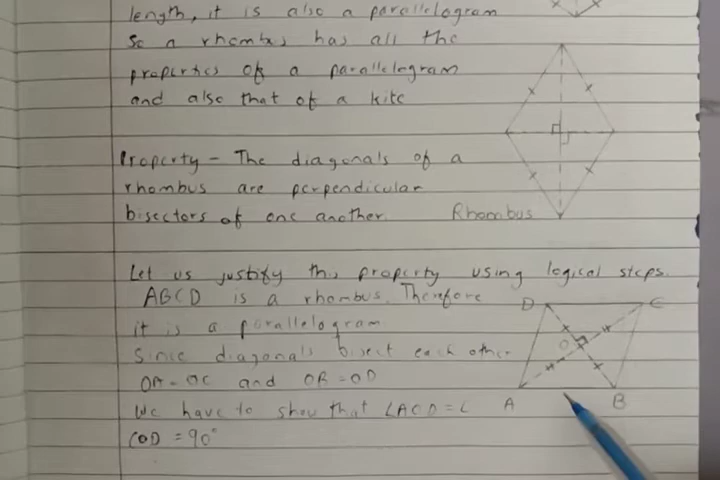 length, it is also a parallelogram
So a rhombus has all the
properties of a parallelogram
and also that of a kite
Property - The diagonals of a
rhombus are perpendicular
bisectors of one another.
Rhombus
Let us justify this property using logical steps.
ABCD is a rhombus. Therefore
it is a parallelogram
Since diagonals bisect each other
OA = OC and OB = OD
We have to show that ∠AOD = ∠
COD = 90°
D C
O
A B